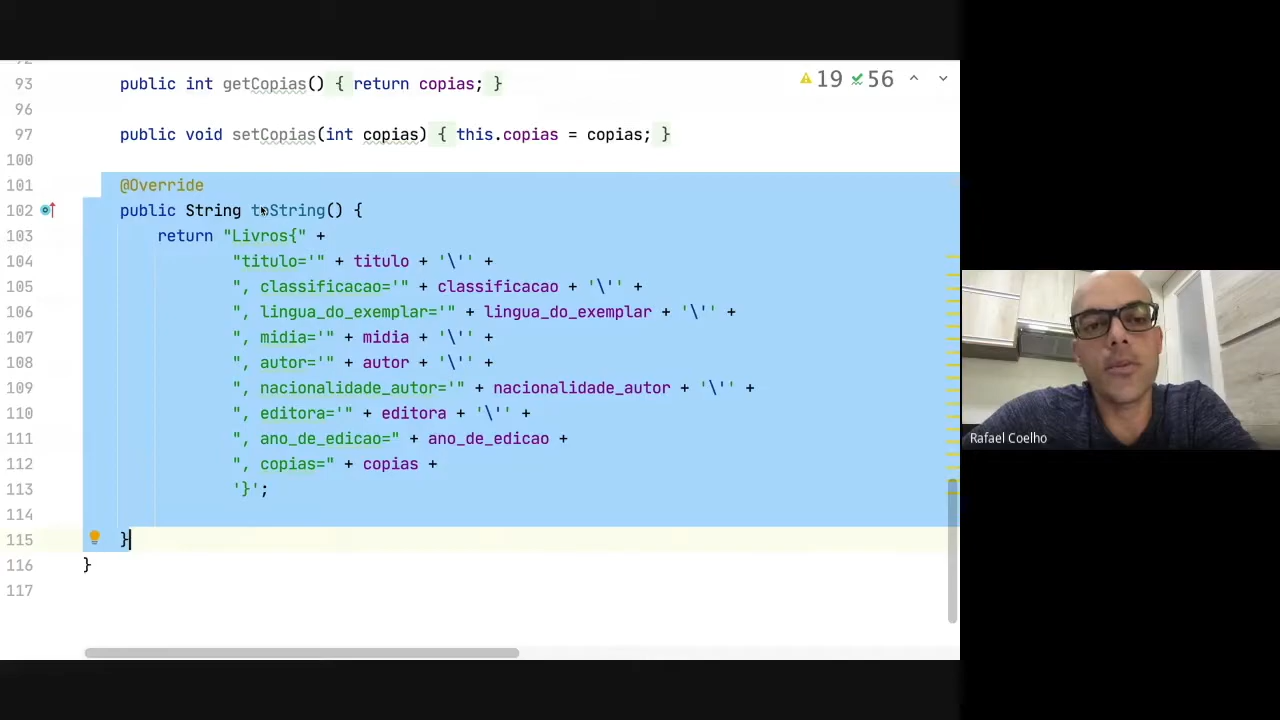 93 public int getCopias() { return copias; }
96
97 public void setCopias(int copias) { this.copias = copias; }
100
101 @Override
102 public String toString() {
103 return "Livros{" +
104 "titulo='" + titulo + '\'' +
105 ", classificacao='" + classificacao + '\'' +
106 ", lingua_do_exemplar='" + lingua_do_exemplar + '\'' +
107 ", midia='" + midia + '\'' +
108 ", autor='" + autor + '\'' +
109 ", nacionalidade_autor='" + nacionalidade_autor + '\'' +
110 ", editora='" + editora + '\'' +
111 ", ano_de_edicao=" + ano_de_edicao +
112 ", copias=" + copias +
113 '}';
114
115 }
116 }
117
19 56
Rafael Coelho